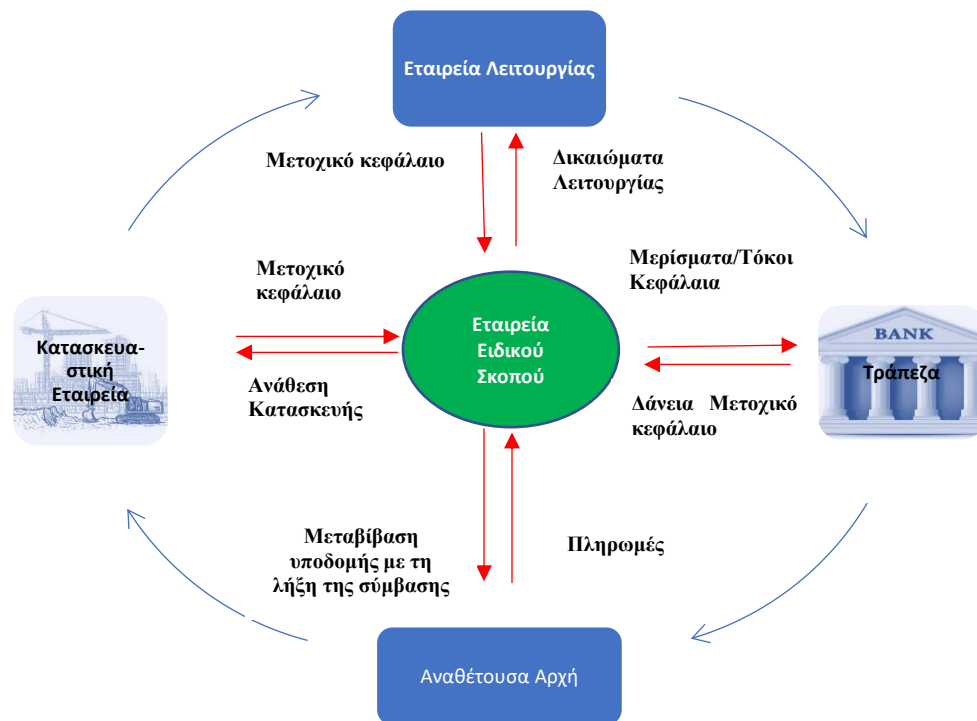 Εταιρεία Λειτουργίας
Μετοχικό κεφάλαιο
Δικαιώματα
Λειτουργίας
Μετοχικό
κεφάλαιο
Μερίσματα/Τόκοι
Κεφάλαια
Κατασκευα-
στική
Εταιρεία
Εταιρεία
Ειδικού
Σκοπού
BANK
Τράπεζα
Ανάθεση
Κατασκευής
Δάνεια Μετοχικό
κεφάλαιο
Μεταβίβαση
υποδομής με τη
λήξη της σύμβασης
Πληρωμές
Αναθέτουσα Αρχή